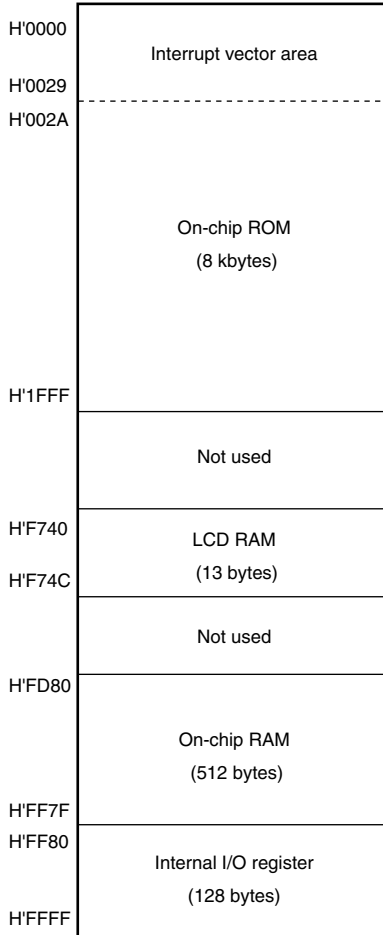 H'0000
Interrupt vector area
H'0029
H'002A
On-chip ROM
(8 kbytes)
H'1FFF
Not used
H'F740
LCD RAM
(13 bytes)
H'F74C
Not used
H'FD80
On-chip RAM
(512 bytes)
H'FF7F
H'FF80
Internal I/O register
(128 bytes)
H'FFFF